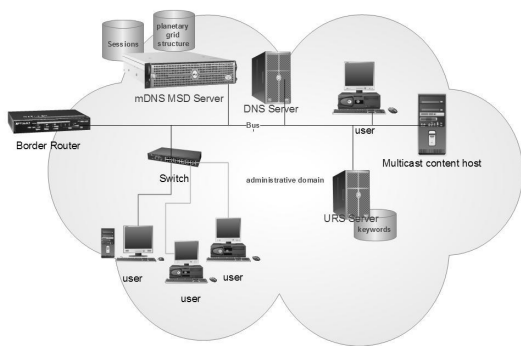 Sessions
planetary
grid
structure
mDNS MSD Server
DNS Server
user
Bus
Border Router
Multicast content host
Switch
administrative domain
URS Server
keywords
user
user
user